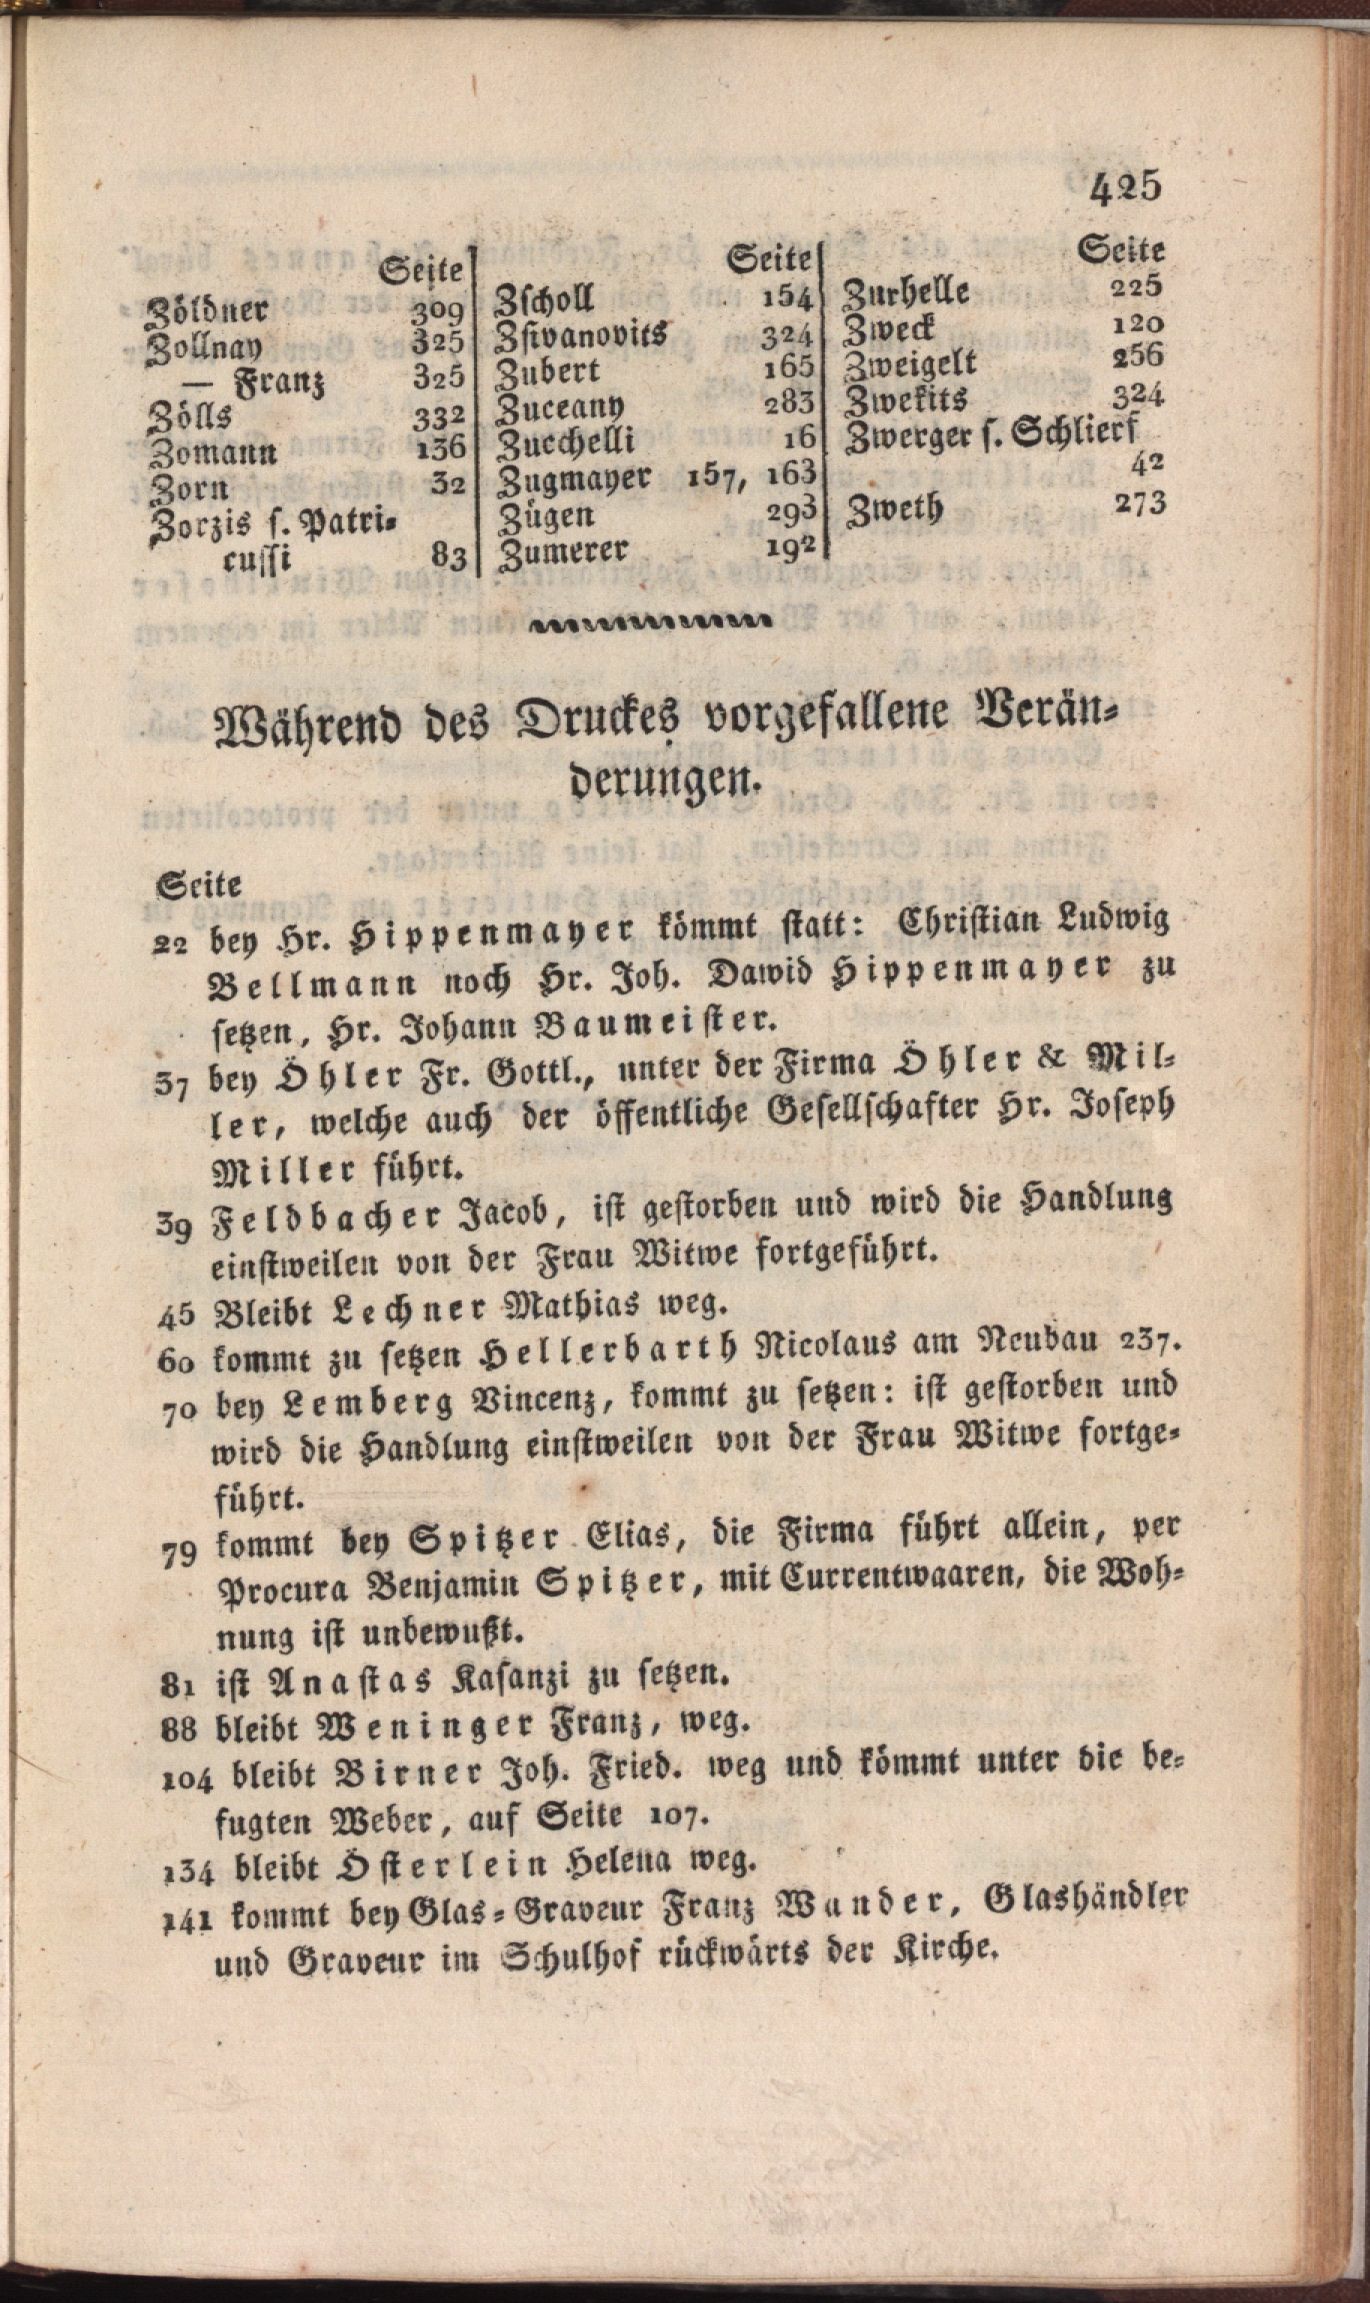 425
Seite
Zöldner 309
Zollnay 325
— Franz 325
Zölls 332
Zomann 136
Zorn 32
Zorzis s. Patri-
cussi 83
Seite
Zscholl 154
Zsivanovits 324
Zubert 165
Zuceany 283
Zucchelli 16
Zugmayer 157, 163
Zügen 293
Zumerer 192
Seite
Zurhelle 225
Zweck 120
Zweigelt 256
Zwekits 324
Zwerger s. Schlierf
42
Zweth 273
Während des Druckes vorgefallene Verän-
derungen.
Seite
22 bey Hr. Hippenmayer kömmt statt: Christian Ludwig
Bellmann noch Hr. Joh. Dawid Hippenmayer zu
setzen, Hr. Johann Baumeister.
37 bey Öhler Fr. Gottl., unter der Firma Öhler & Mil-
ler, welche auch der öffentliche Gesellschafter Hr. Joseph
Miller führt.
39 Feldbacher Jacob, ist gestorben und wird die Handlung
einstweilen von der Frau Witwe fortgeführt.
45 Bleibt Lechner Mathias weg.
60 kommt zu setzen Hellerbarth Nicolaus am Neubau 237.
70 bey Lemberg Vincenz, kommt zu setzen: ist gestorben und
wird die Handlung einstweilen von der Frau Witwe fortge-
führt.
79 kommt bey Spitzer Elias, die Firma führt allein, per
Procura Benjamin Spitzer, mit Currentwaaren, die Woh-
nung ist unbewußt.
81 ist Anastas Kasanzi zu setzen.
88 bleibt Weninger Franz, weg.
104 bleibt Birner Joh. Fried. weg und kömmt unter die be-
fugten Weber, auf Seite 107.
134 bleibt Österlein Helena weg.
141 kommt bey Glas-Graveur Franz Wander, Glashändler
und Graveur im Schulhof rückwärts der Kirche.